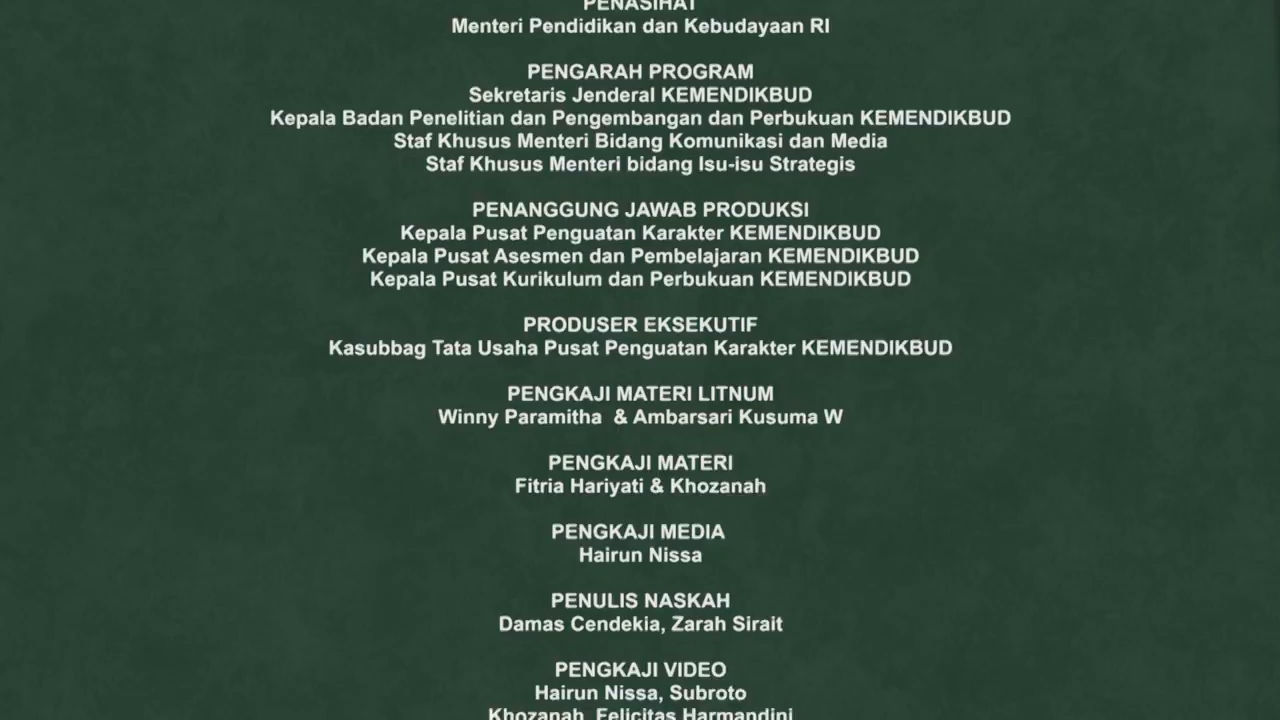 PENASIHAT
Menteri Pendidikan dan Kebudayaan RI
PENGARAH PROGRAM
Sekretaris Jenderal KEMENDIKBUD
Kepala Badan Penelitian dan Pengembangan dan Perbukuan KEMENDIKBUD
Staf Khusus Menteri Bidang Komunikasi dan Media
Staf Khusus Menteri bidang Isu-isu Strategis
PENANGGUNG JAWAB PRODUKSI
Kepala Pusat Penguatan Karakter KEMENDIKBUD
Kepala Pusat Asesmen dan Pembelajaran KEMENDIKBUD
Kepala Pusat Kurikulum dan Perbukuan KEMENDIKBUD
PRODUSER EKSEKUTIF
Kasubbag Tata Usaha Pusat Penguatan Karakter KEMENDIKBUD
PENGKAJI MATERI LITNUM
Winny Paramitha & Ambarsari Kusuma W
PENGKAJI MATERI
Fitria Hariyati & Khozanah
PENGKAJI MEDIA
Hairun Nissa
PENULIS NASKAH
Damas Cendekia, Zarah Sirait
PENGKAJI VIDEO
Hairun Nissa, Subroto
Khozanah, Felicitas Harmandini